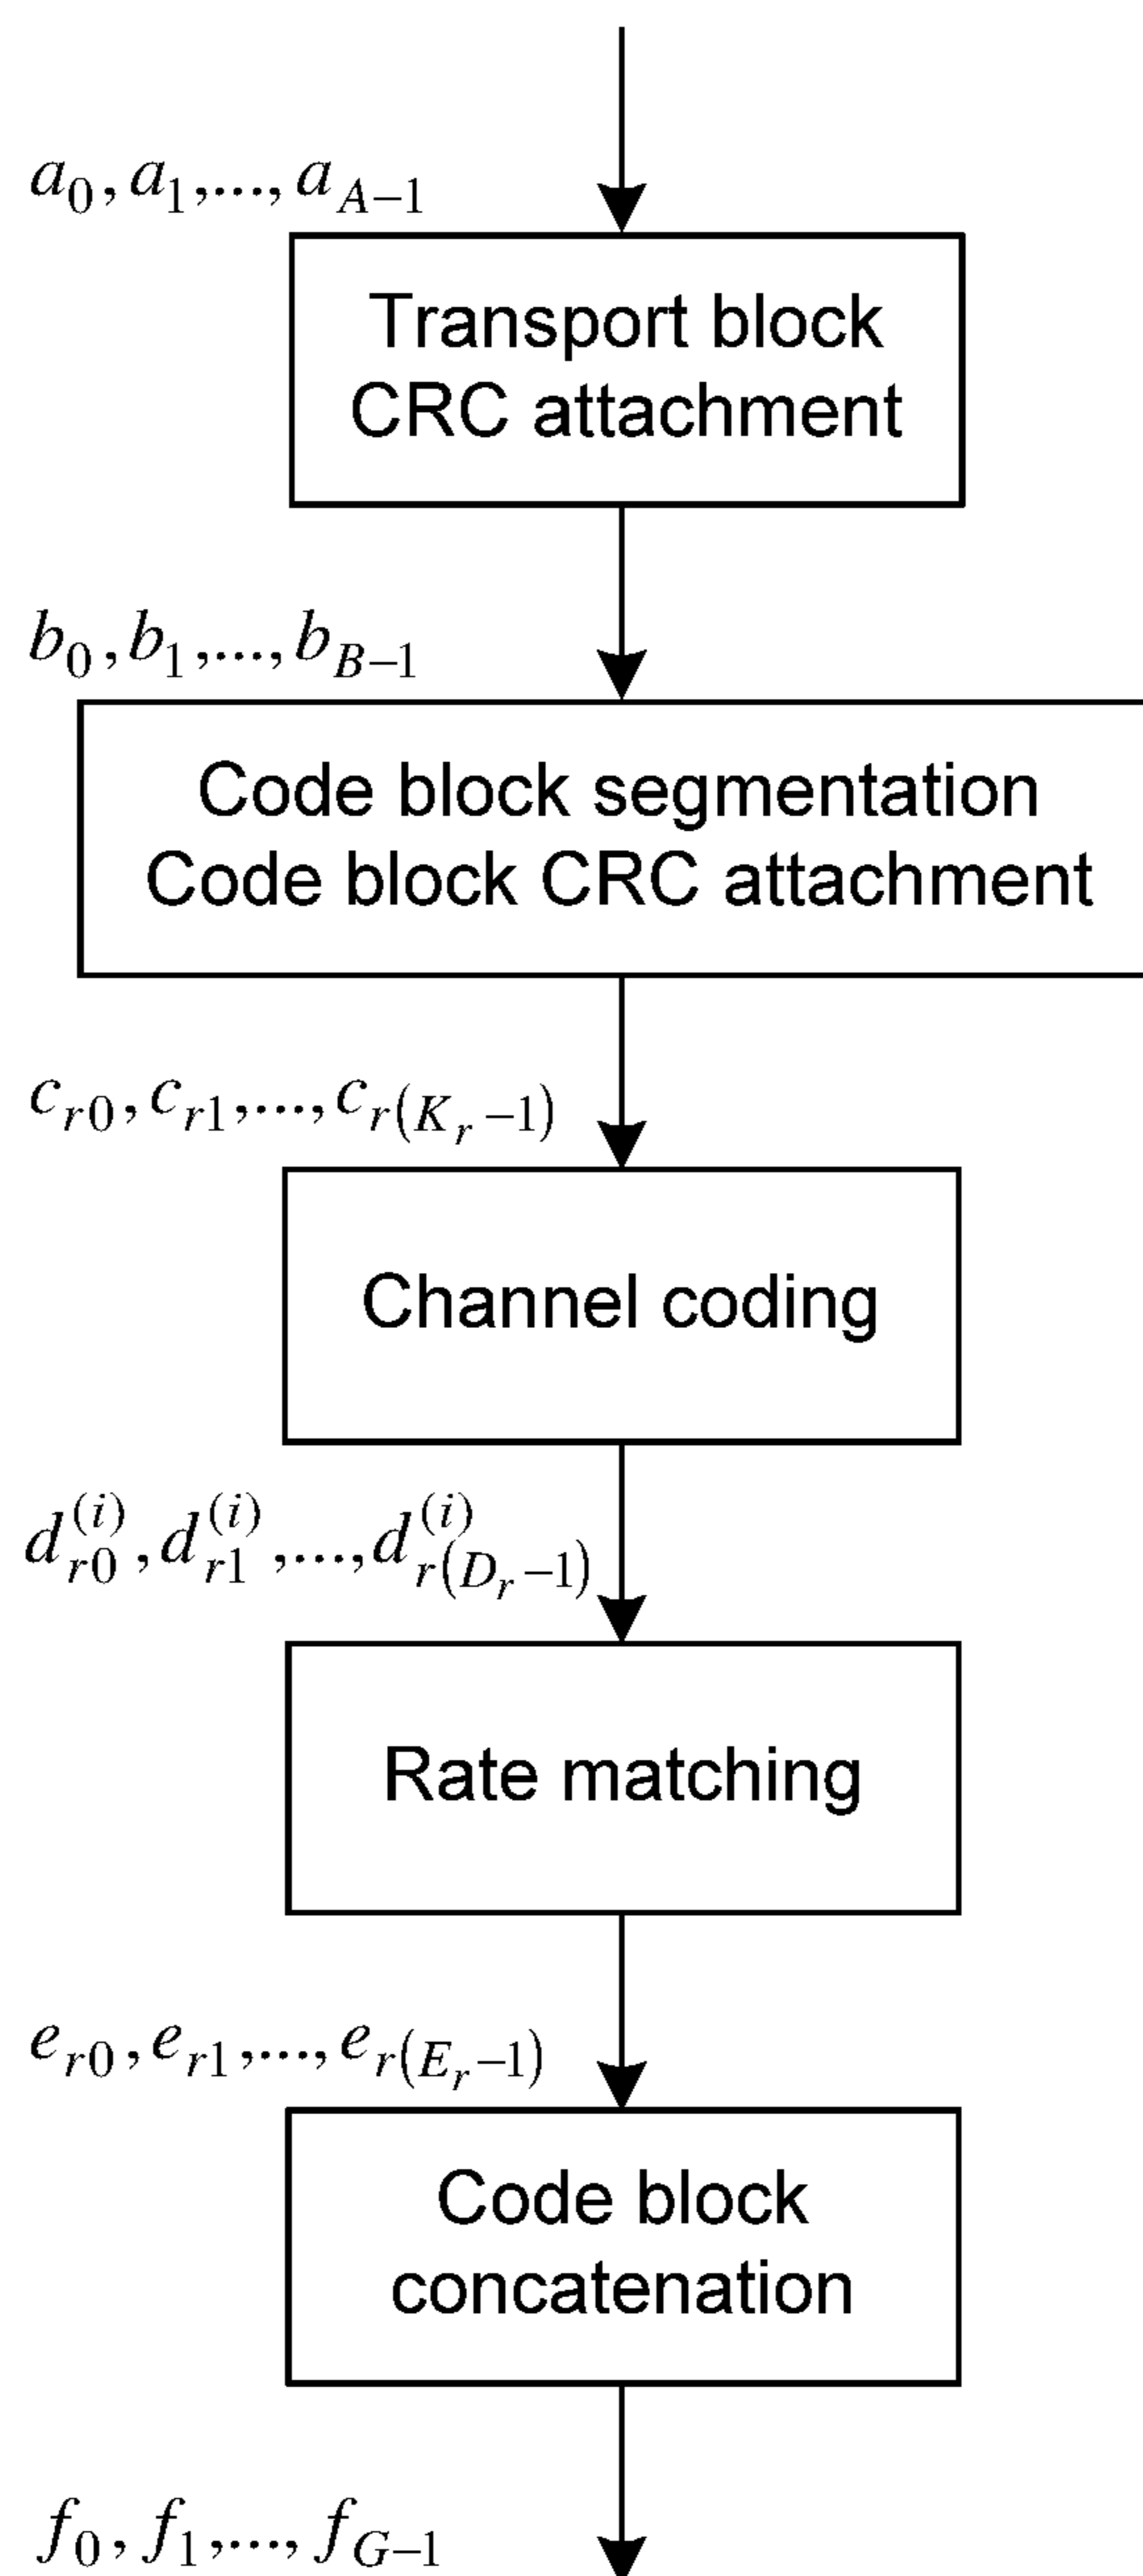 a_0, a_1,..., a_{A−1}
Transport block
CRC attachment
b_0, b_1,..., b_{B−1}
Code block segmentation
Code block CRC attachment
c_{r0}, c_{r1},..., c_{r(K_r−1)}
Channel coding
d_{r0}^{(i)}, d_{r1}^{(i)},..., d_{r(D_r−1)}^{(i)}
Rate matching
e_{r0}, e_{r1},..., e_{r(E_r−1)}
Code block
concatenation
f_0, f_1,..., f_{G−1}